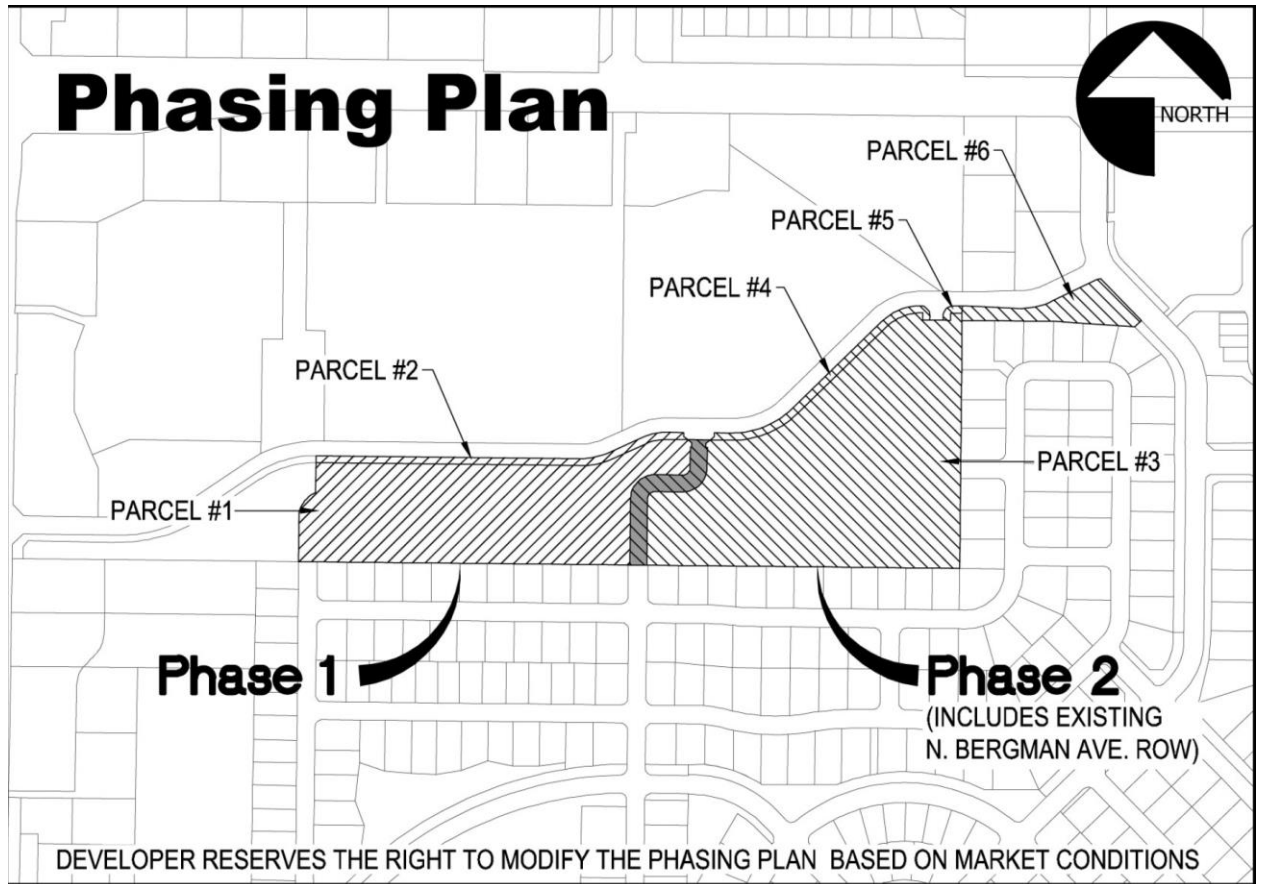 Phasing Plan
NORTH
PARCEL #6
PARCEL #5
PARCEL #4
PARCEL #2
PARCEL #3
PARCEL #1
Phase 1
Phase 2
(INCLUDES EXISTING
N. BERGMAN AVE. ROW)
DEVELOPER RESERVES THE RIGHT TO MODIFY THE PHASING PLAN BASED ON MARKET CONDITIONS